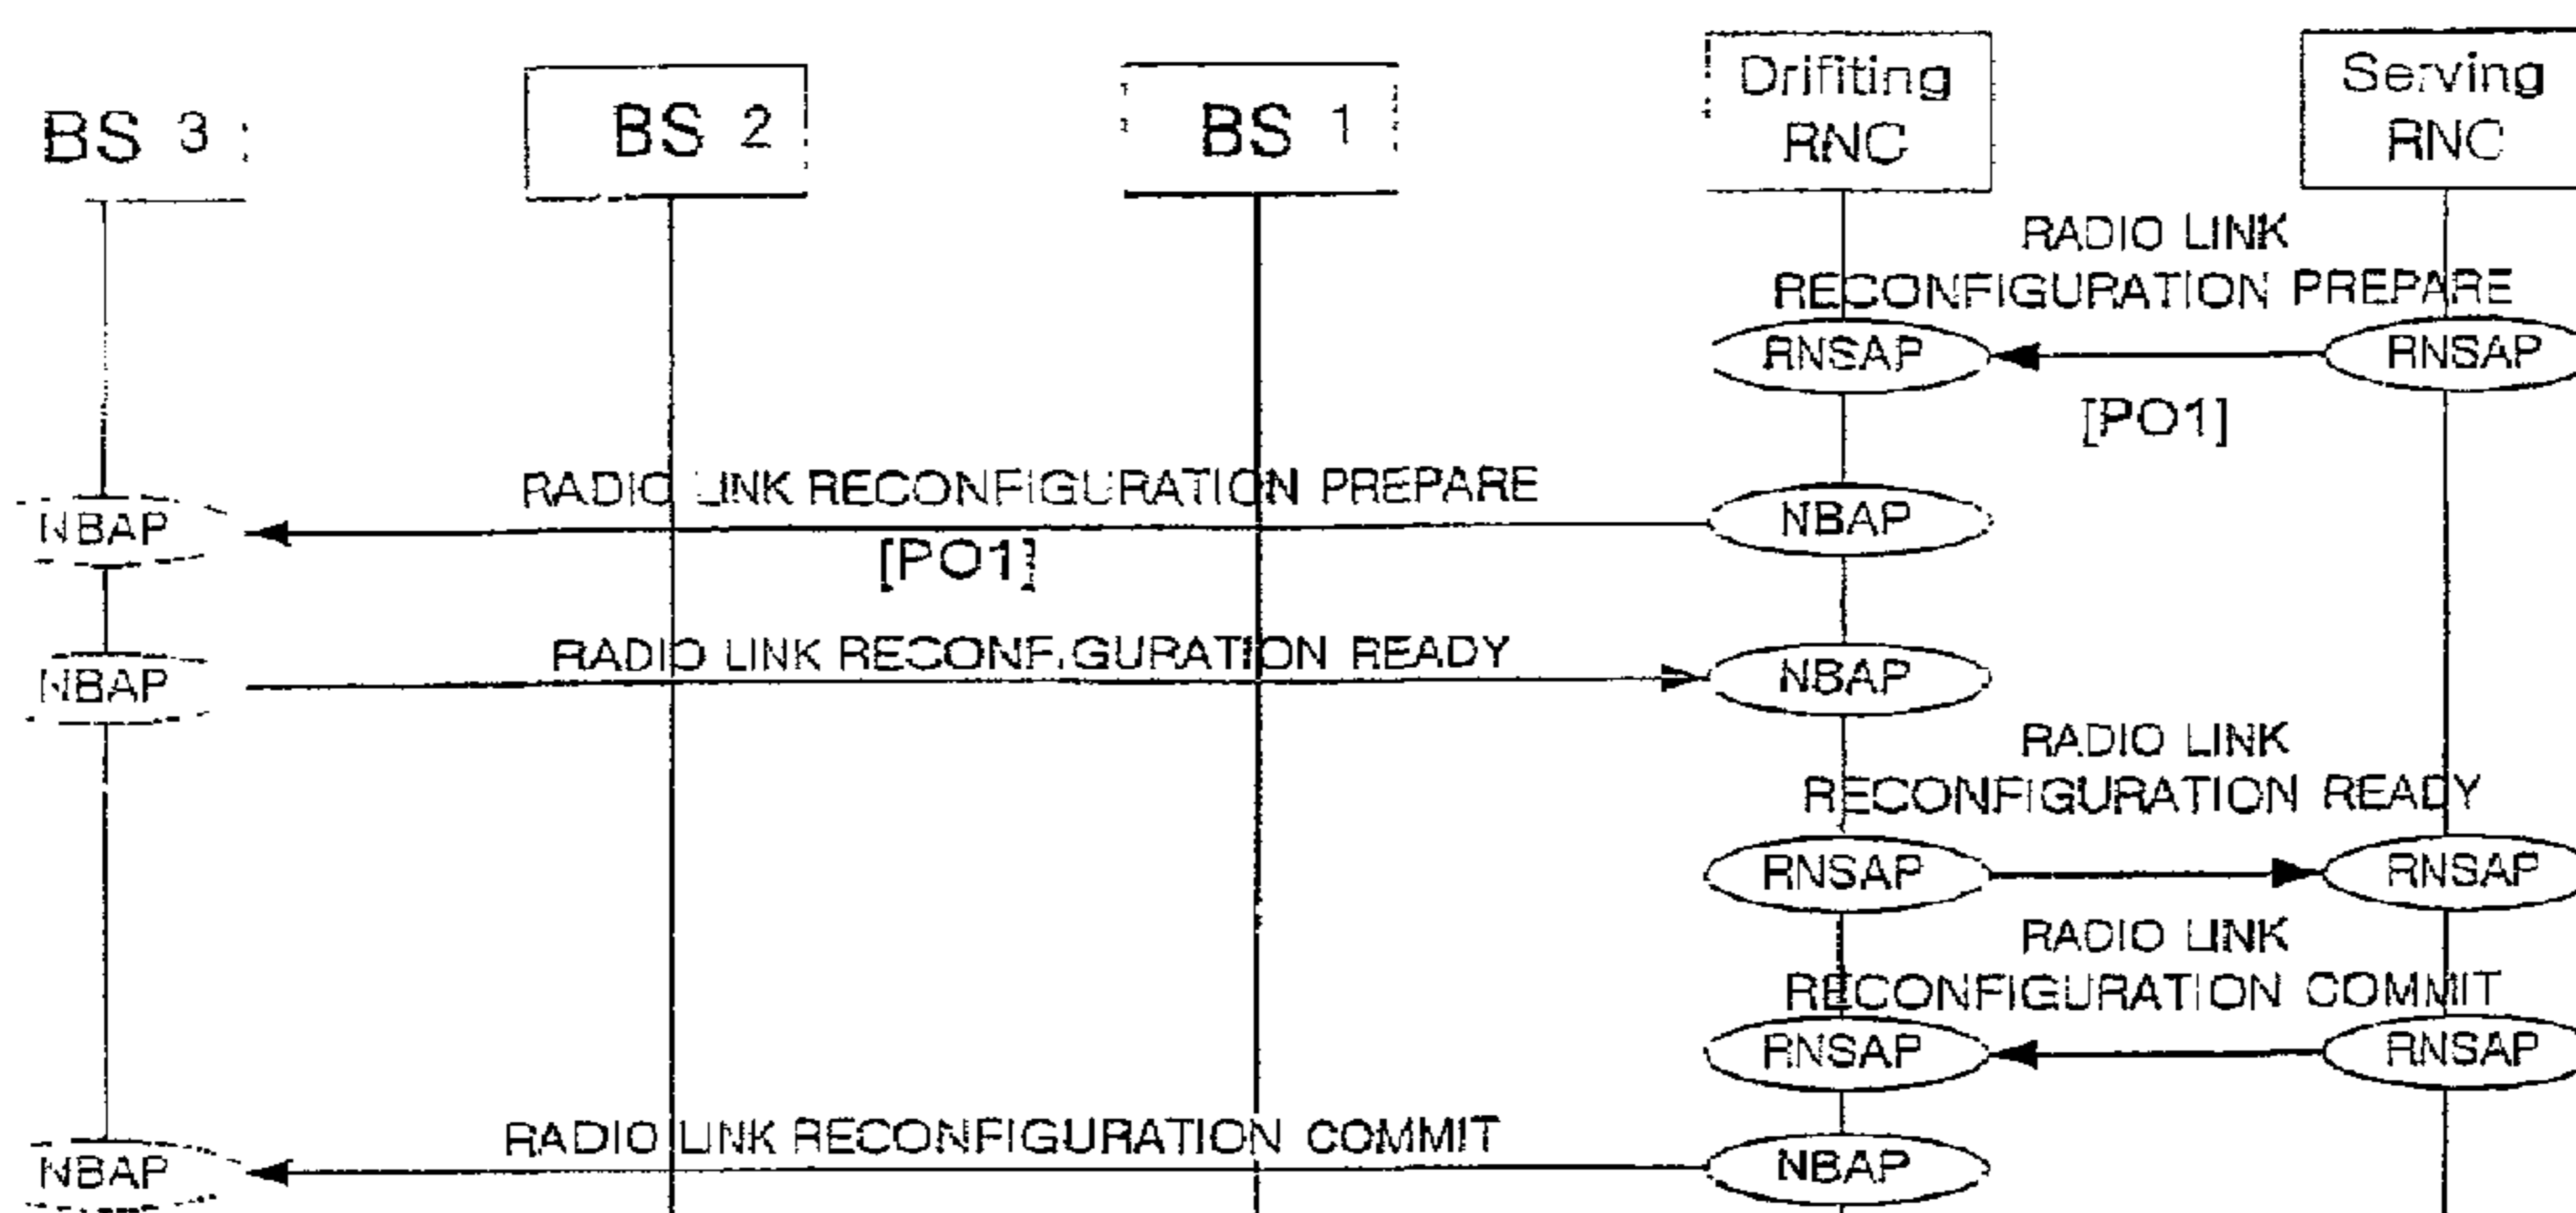 BS 3
BS 2
BS 1
Drifiting
RNC
Serving
RNC
RADIO LINK
RECONFIGURATION PREPARE
RNSAP
RNSAP
[PO1]
RADIO LINK RECONFIGURATION PREPARE
NBAP
NBAP
[PO1]
RADIO LINK RECONFIGURATION READY
NBAP
NBAP
RADIO LINK
RECONFIGURATION READY
RNSAP
RNSAP
RADIO LINK
RECONFIGURATION COMMIT
RNSAP
RNSAP
RADIO LINK RECONFIGURATION COMMIT
NBAP
NBAP